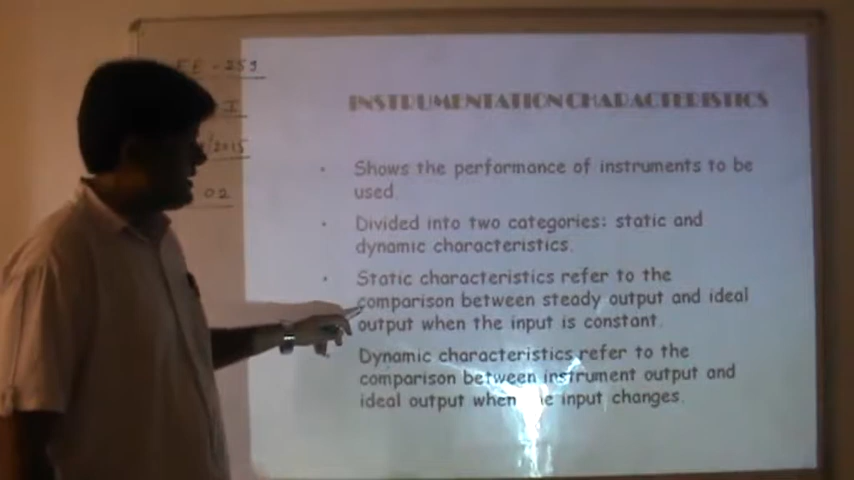 EE-259
I
/2015
02
INSTRUMENTATION CHARACTERISTICS
• Shows the performance of instruments to be
used.
• Divided into two categories: static and
dynamic characteristics.
• Static characteristics refer to the
comparison between steady output and ideal
output when the input is constant.
Dynamic characteristics refer to the
comparison between instrument output and
ideal output when input changes.